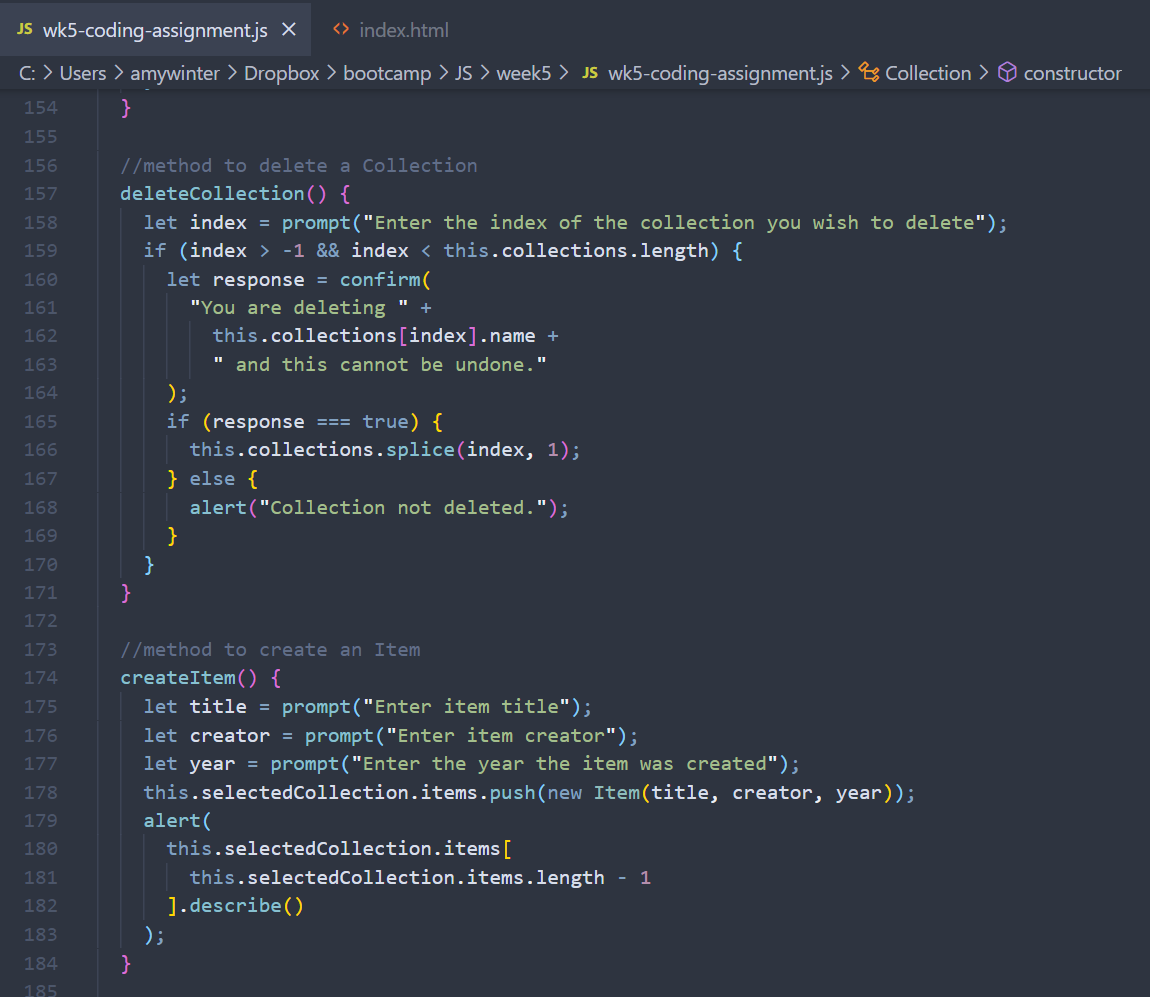 JS wk5-coding-assignment.js × <> index.html
C: > Users > amywinter > Dropbox > bootcamp > JS > week5 > JS wk5-coding-assignment.js > Collection > constructor
154 }
155
156 //method to delete a Collection
157 deleteCollection() {
158 let index = prompt("Enter the index of the collection you wish to delete");
159 if (index > -1 && index < this.collections.length) {
160 let response = confirm(
161 "You are deleting " +
162 this.collections[index].name +
163 " and this cannot be undone."
164 );
165 if (response === true) {
166 this.collections.splice(index, 1);
167 } else {
168 alert("Collection not deleted.");
169 }
170 }
171 }
172
173 //method to create an Item
174 createItem() {
175 let title = prompt("Enter item title");
176 let creator = prompt("Enter item creator");
177 let year = prompt("Enter the year the item was created");
178 this.selectedCollection.items.push(new Item(title, creator, year));
179 alert(
180 this.selectedCollection.items[
181 this.selectedCollection.items.length - 1
182 ].describe()
183 );
184 }
185